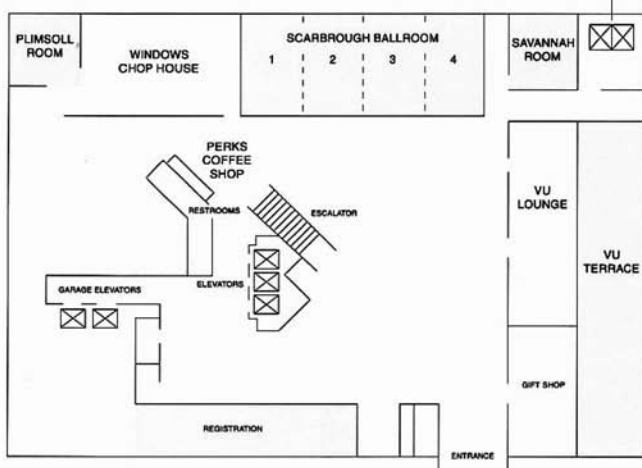 PLIMSOLL
ROOM
WINDOWS
CHOP HOUSE
SCARBROUGH BALLROOM
1 2 3 4
SAVANNAH
ROOM
PERKS
COFFEE
SHOP
RESTROOMS
ESCALATOR
VU
LOUNGE
VU
TERRACE
GARAGE ELEVATORS
ELEVATORS
GIFT SHOP
REGISTRATION
ENTRANCE